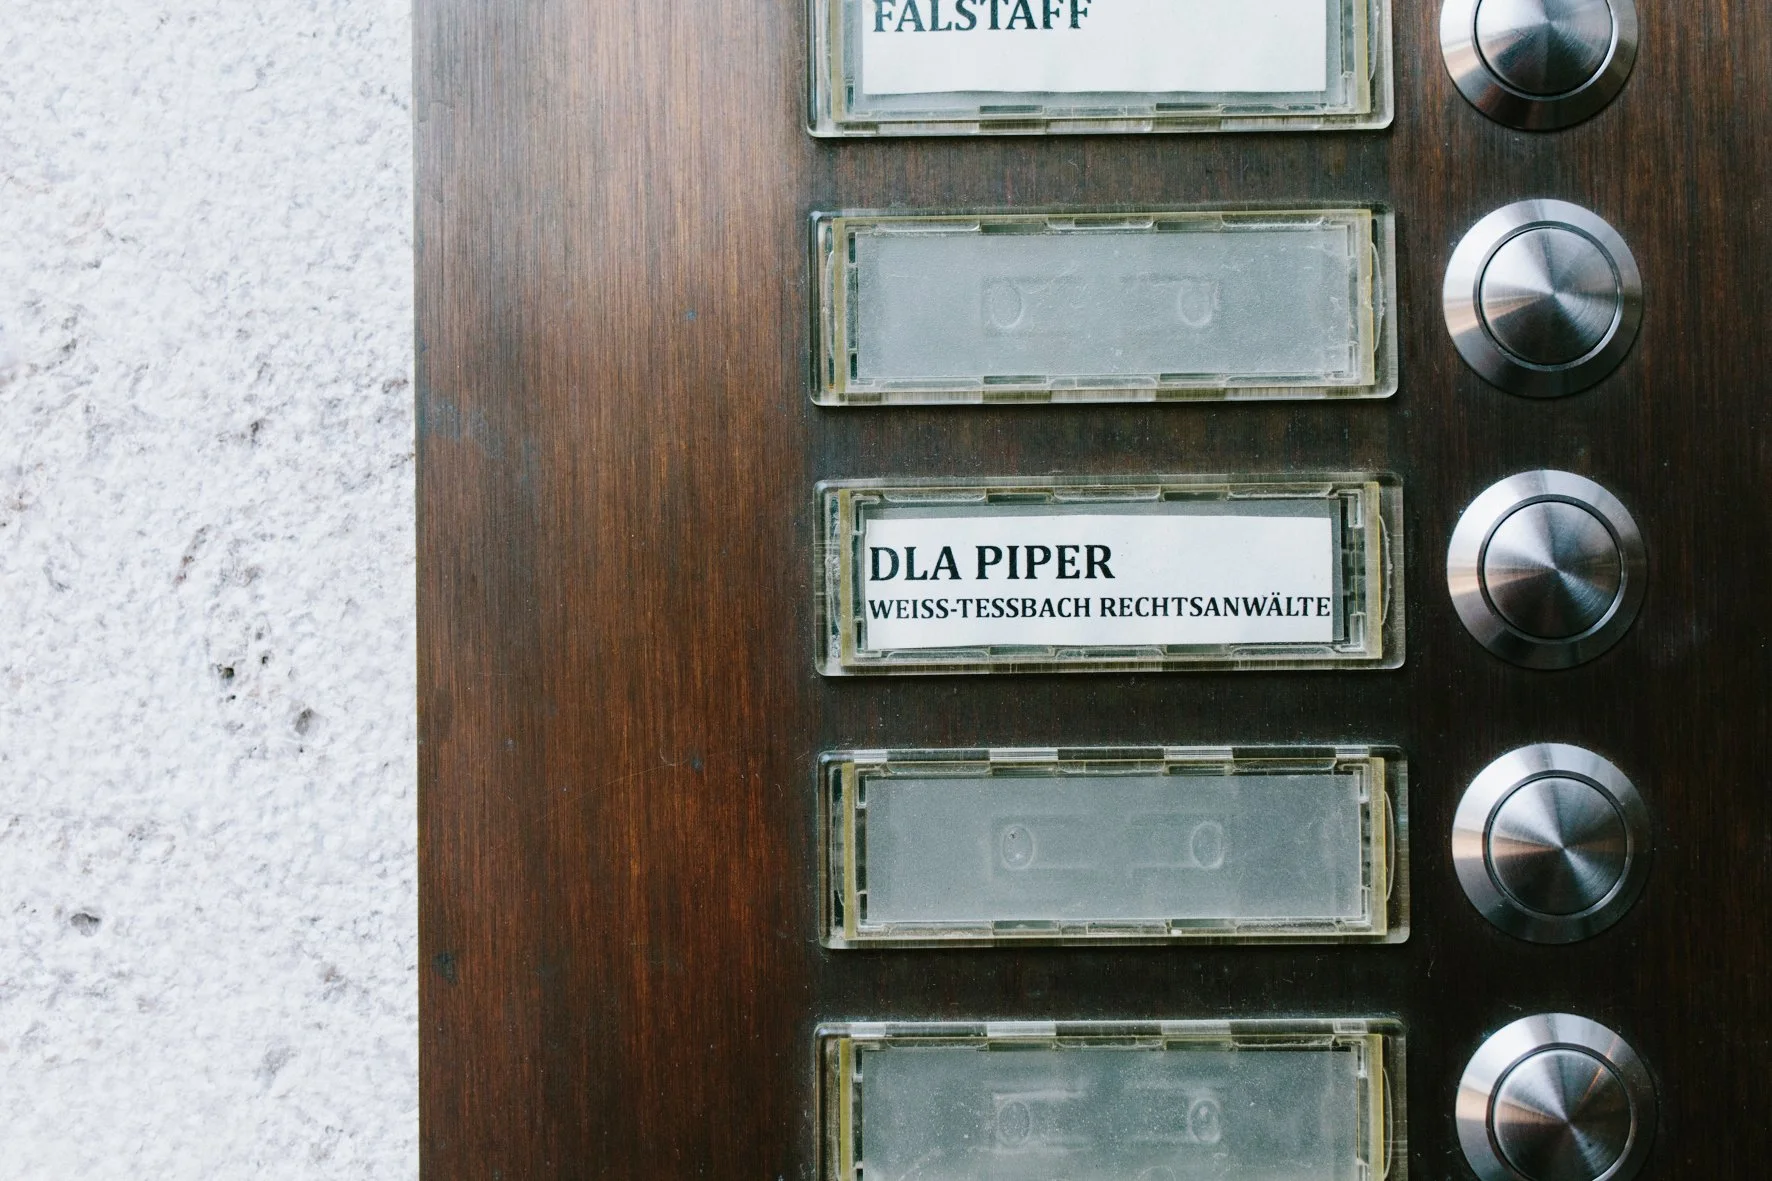 FALSTAFF
DLA PIPER
WEISS-TESSBACH RECHTSANWÄLTE